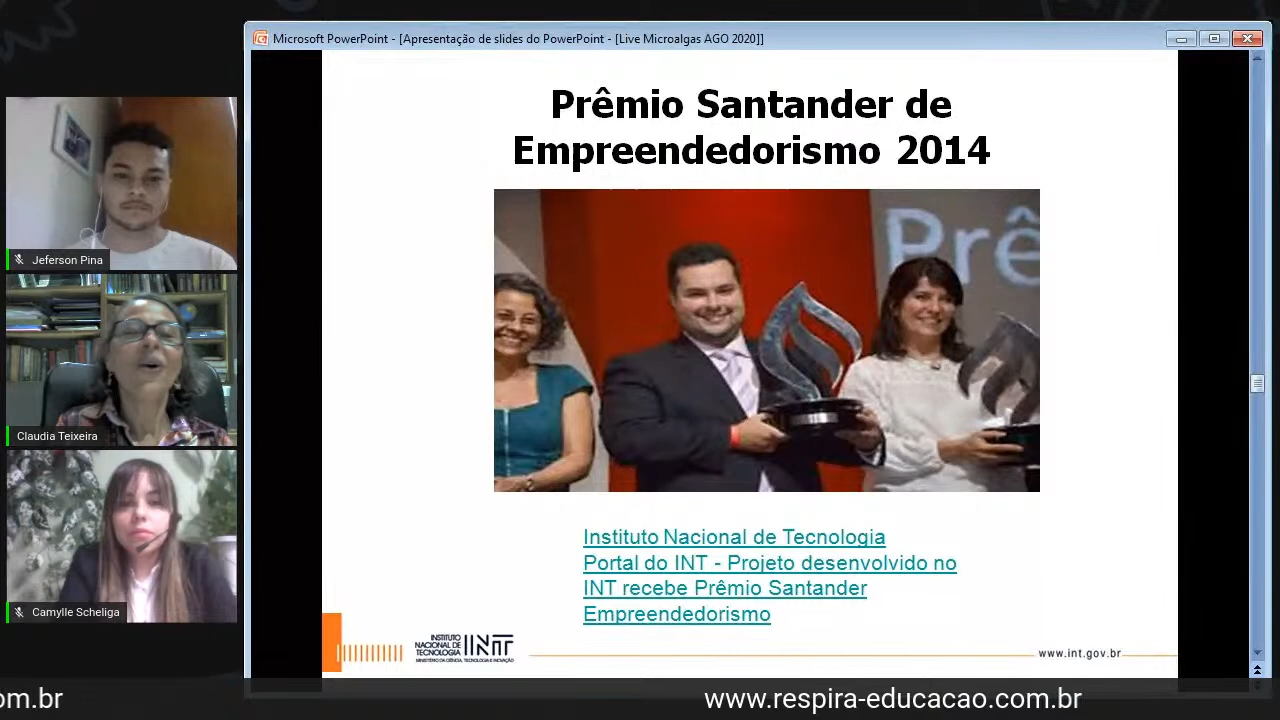 Microsoft PowerPoint - [Apresentação de slides do PowerPoint - [Live Microalgas AGO 2020]]
Prêmio Santander de
Empreendedorismo 2014
Prê
Jeferson Pina
Claudia Teixeira
Camylle Scheliga
Instituto Nacional de Tecnologia
Portal do INT - Projeto desenvolvido no
INT recebe Prêmio Santander
Empreendedorismo
INSTITUTO
NACIONAL DE
TECNOLOGIA
INT
MINISTÉRIO DA CIÊNCIA, TECNOLOGIA E INOVAÇÃO
www.int.gov.br
om.br
www.respira-educacao.com.br